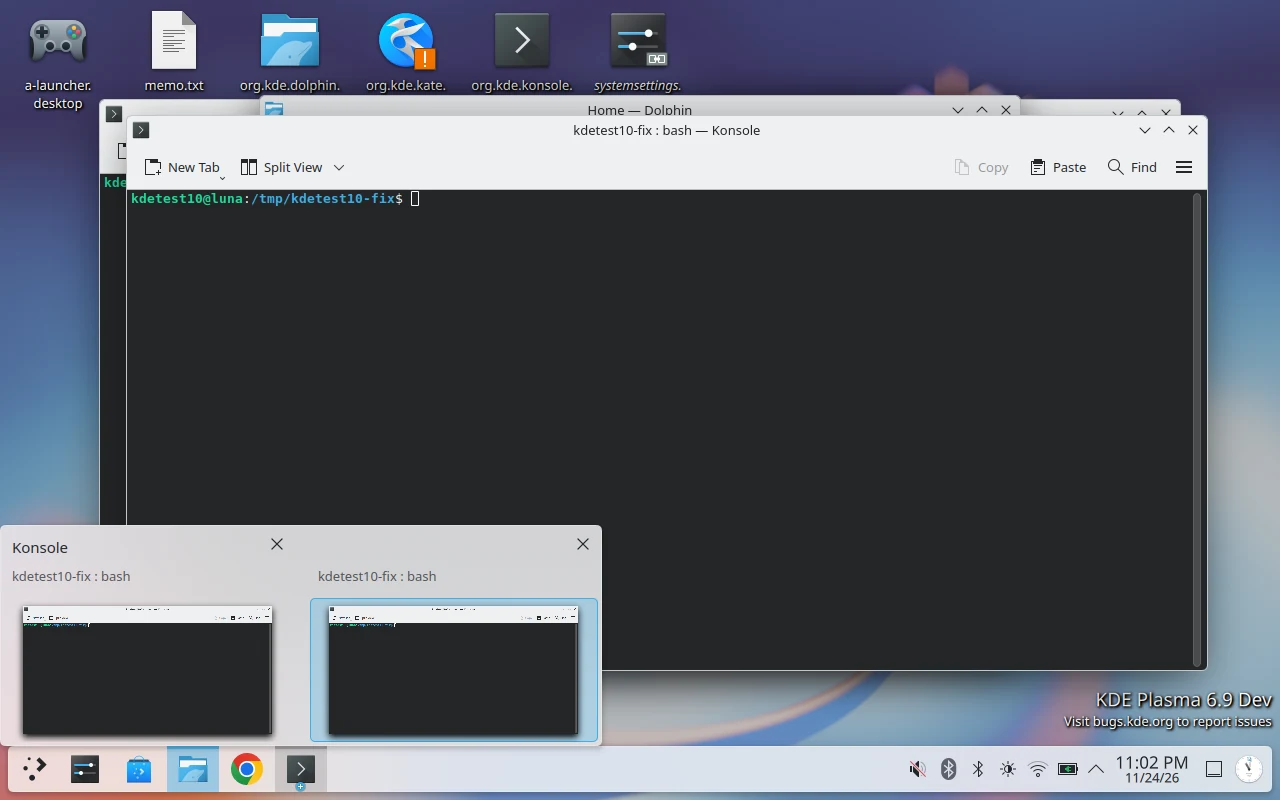 a-launcher.
desktop
memo.txt
org.kde.dolphin.
org.kde.kate.
org.kde.konsole.
systemsettings.
Home — Dolphin
kdetest10-fix : bash — Konsole
New Tab
Split View
Copy
Paste
Find
kde
kdetest10@luna:/tmp/kdetest10-fix$
Konsole
kdetest10-fix : bash
kdetest10-fix : bash
KDE Plasma 6.9 Dev
Visit bugs.kde.org to report issues
11:02 PM
11/24/26